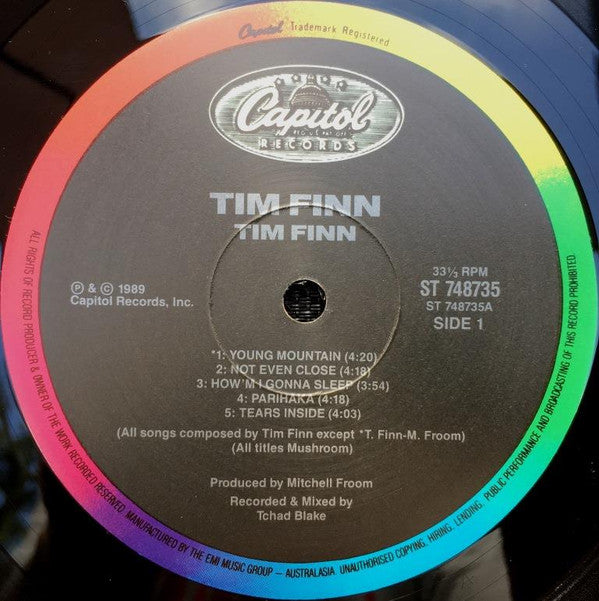 Capitol Trademark Registered
Capitol
REG. U.S. PAT. OFF.
RECORDS
TIM FINN
TIM FINN
℗ & © 1989
Capitol Records, Inc.
33⅓ RPM
ST 748735
ST 748735A
SIDE 1
*1: YOUNG MOUNTAIN (4:20)
2: NOT EVEN CLOSE (4:18)
3: HOW'M I GONNA SLEEP (3:54)
4: PARIHAKA (4:18)
5: TEARS INSIDE (4:03)
(All songs composed by Tim Finn except *T. Finn-M. Froom)
(All titles Mushroom)
Produced by Mitchell Froom
Recorded & Mixed by
Tchad Blake
ALL RIGHTS OF RECORD PRODUCER & OWNER OF THE WORK RECORDED RESERVED. MANUFACTURED BY THE EMI MUSIC GROUP – AUSTRALASIA. UNAUTHORISED COPYING, HIRING, LENDING, PUBLIC PERFORMANCE AND BROADCASTING OF THIS RECORD PROHIBITED.